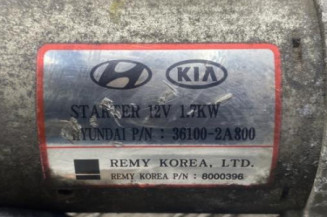 KIA
STARTER 12V 1.7KW
HYUNDAI P/N : 36100-2A800
REMY KOREA, LTD.
REMY KOREA P/N : 8000396